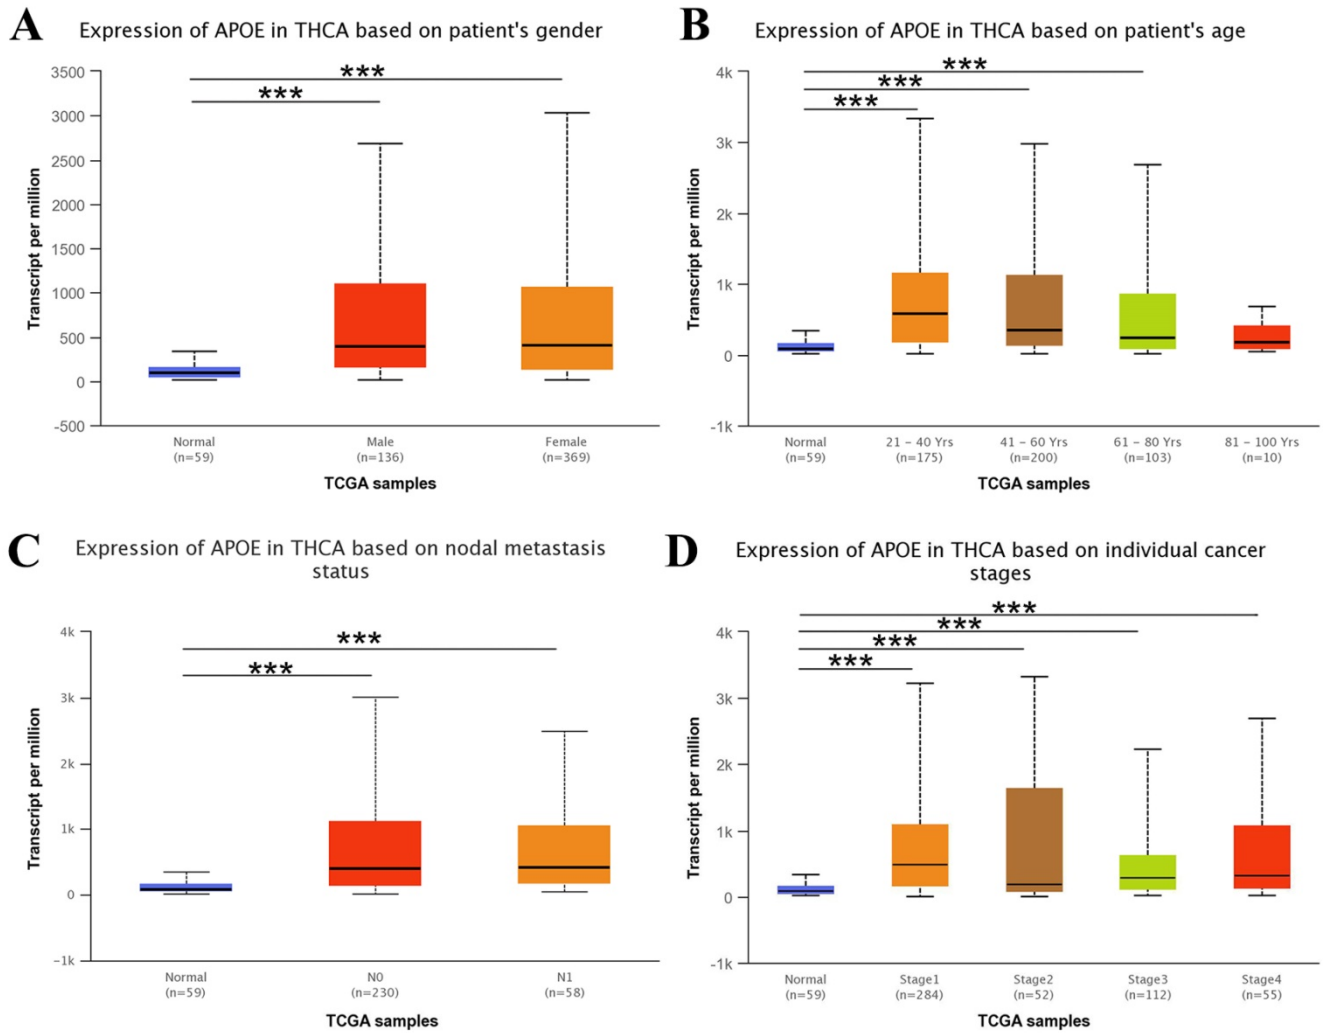 A
Expression of APOE in THCA based on patient's gender
Transcript per million
3500
3000
2500
2000
1500
1000
500
0
-500
***
***
Normal
(n=59)
Male
(n=136)
Female
(n=369)
TCGA samples
B
Expression of APOE in THCA based on patient's age
Transcript per million
4k
3k
2k
1k
0
-1k
***
***
***
Normal
(n=59)
21 – 40 Yrs
(n=175)
41 – 60 Yrs
(n=200)
61 – 80 Yrs
(n=103)
81 – 100 Yrs
(n=10)
TCGA samples
C
Expression of APOE in THCA based on nodal metastasis
status
Transcript per million
4k
3k
2k
1k
0
-1k
***
***
Normal
(n=59)
N0
(n=230)
N1
(n=58)
TCGA samples
D
Expression of APOE in THCA based on individual cancer
stages
Transcript per million
4k
3k
2k
1k
0
-1k
***
***
***
***
Normal
(n=59)
Stage1
(n=284)
Stage2
(n=52)
Stage3
(n=112)
Stage4
(n=55)
TCGA samples